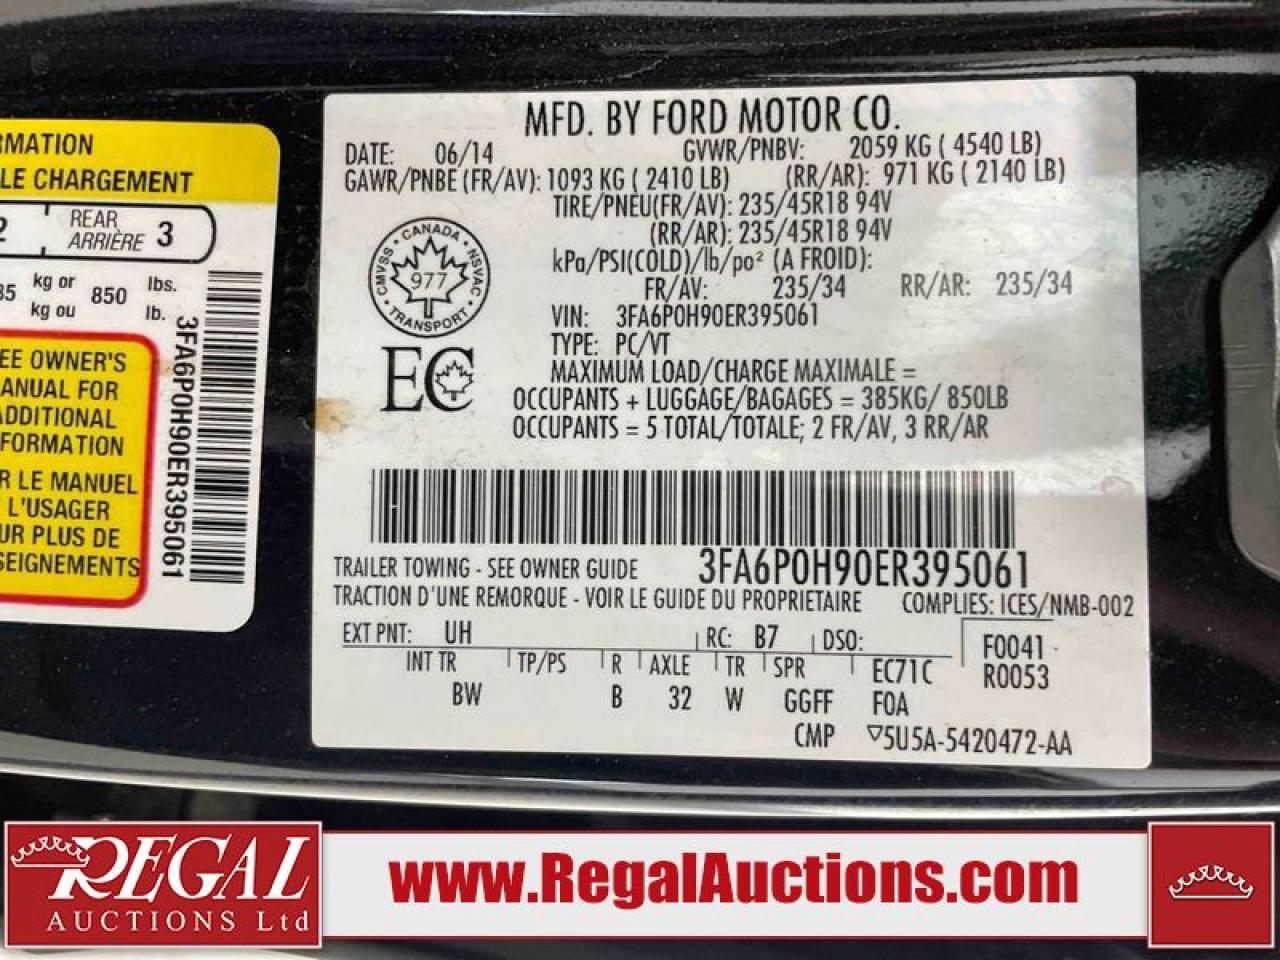 RMATION
LE CHARGEMENT
2 REAR ARRIÈRE 3
85 kg or kg ou 850 lbs. lb.
3FA6P0H90ER395061
EE OWNER'S
ANUAL FOR
ADDITIONAL
FORMATION
R LE MANUEL
L'USAGER
UR PLUS DE
SEIGNEMENTS
MFD. BY FORD MOTOR CO.
DATE: 06/14 GVWR/PNBV: 2059 KG ( 4540 LB)
GAWR/PNBE (FR/AV): 1093 KG ( 2410 LB) (RR/AR): 971 KG ( 2140 LB)
TIRE/PNEU(FR/AV): 235/45R18 94V
(RR/AR): 235/45R18 94V
kPa/PSI(COLD)/lb/po² (A FROID):
FR/AV: 235/34 RR/AR: 235/34
VIN: 3FA6P0H90ER395061
TYPE: PC/VT
MAXIMUM LOAD/CHARGE MAXIMALE =
OCCUPANTS + LUGGAGE/BAGAGES = 385KG/ 850LB
OCCUPANTS = 5 TOTAL/TOTALE; 2 FR/AV, 3 RR/AR
CMVSS • CANADA • NSVAC • TRANSPORT •
977
EC
3FA6P0H90ER395061
TRAILER TOWING - SEE OWNER GUIDE
TRACTION D'UNE REMORQUE - VOIR LE GUIDE DU PROPRIETAIRE COMPLIES: ICES/NMB-002
EXT PNT: UH RC: B7 DSO: F0041
INT TR TP/PS R AXLE TR SPR EC71C R0053
BW B 32 W GGFF FOA
CMP ▽5U5A-5420472-AA
REGAL
AUCTIONS Ltd
www.RegalAuctions.com